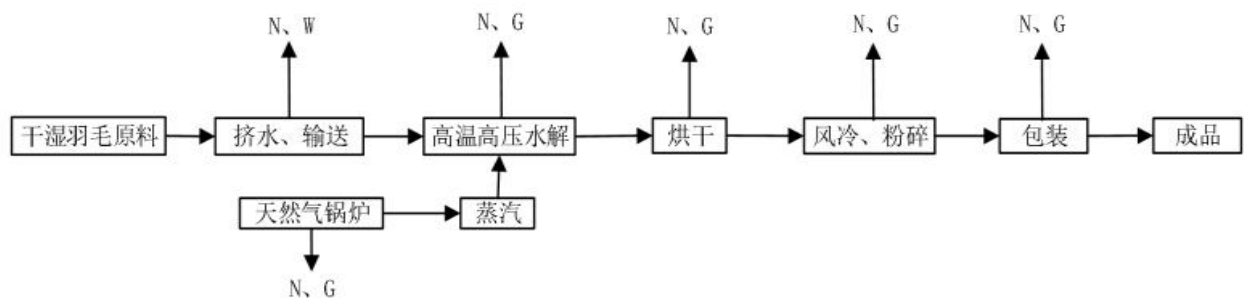 N、W
N、G
N、G
N、G
N、G
干湿羽毛原料
挤水、输送
高温高压水解
烘干
风冷、粉碎
包装
成品
天然气锅炉
蒸汽
N、G